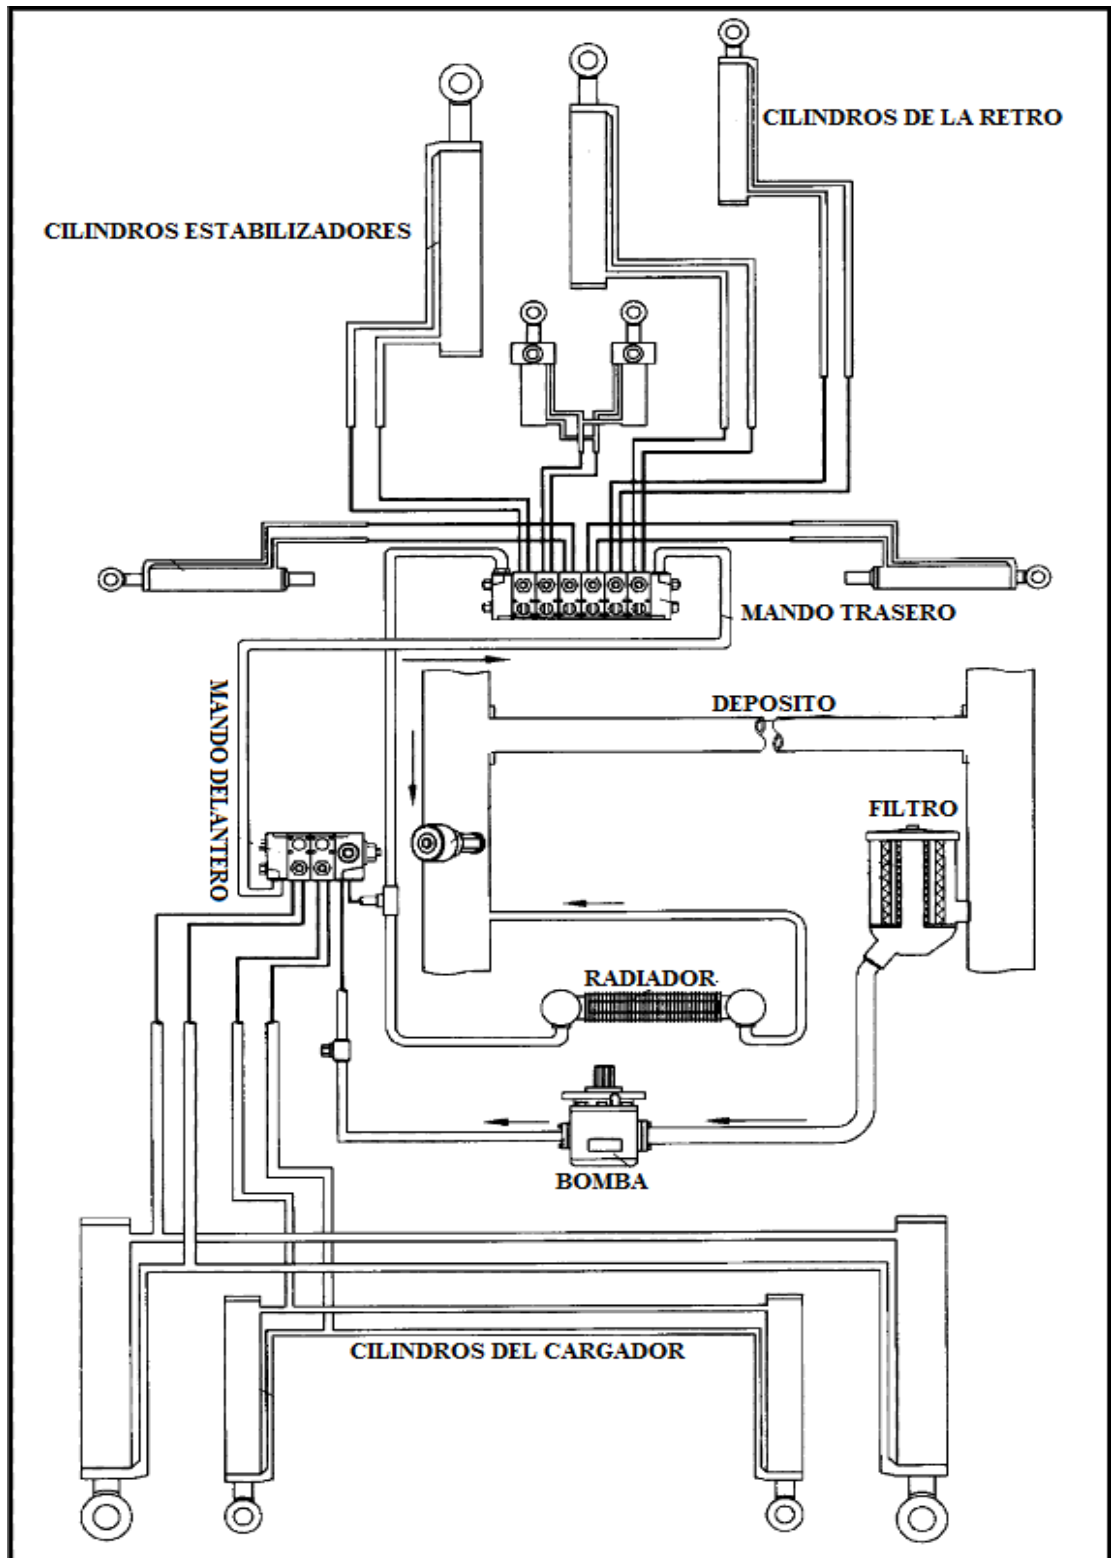 CILINDROS DE LA RETRO
CILINDROS ESTABILIZADORES
MANDO TRASERO
MANDO DELANTERO
DEPOSITO
FILTRO
RADIADOR
BOMBA
CILINDROS DEL CARGADOR